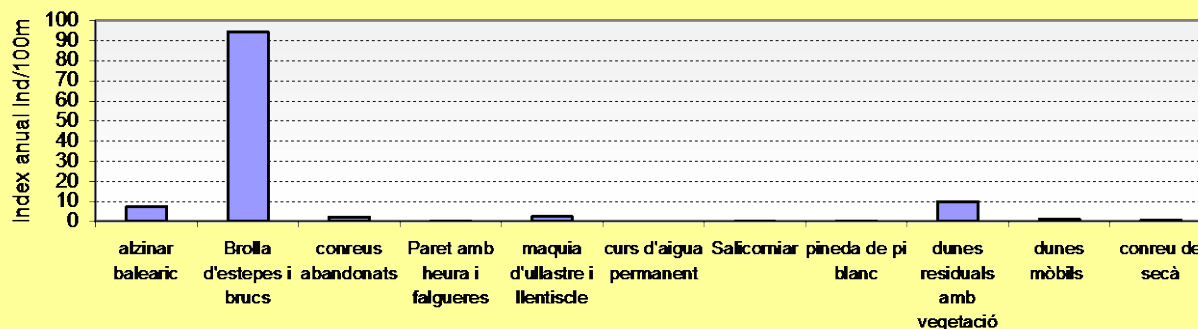 Index anual Ind/100m
100
90
80
70
60
50
40
30
20
10
0
alzinar
balearic
Brolla
d'estepes i
brucs
conreus
abandonats
Paret amb
heura i
falgueres
maquia
d'ullastre i
llentiscle
curs d'aigua
permanent
Salicorniar
pineda de pi
blanc
dunes
residuals
amb
vegetació
dunes
mòbils
conreu de
secà